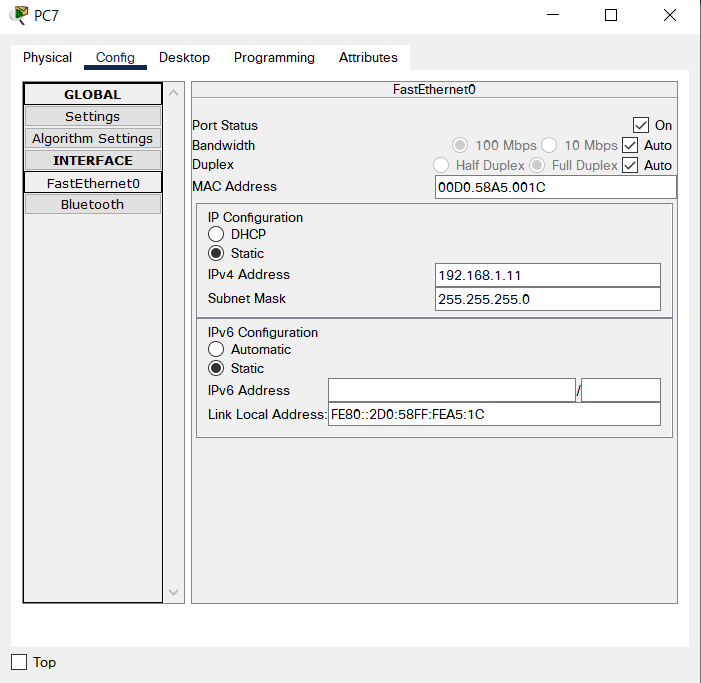 PC7
Physical Config Desktop Programming Attributes
GLOBAL
Settings
Algorithm Settings
INTERFACE
FastEthernet0
Bluetooth
FastEthernet0
Port Status On
Bandwidth 100 Mbps 10 Mbps Auto
Duplex Half Duplex Full Duplex Auto
MAC Address 00D0.58A5.001C
IP Configuration
DHCP
Static
IPv4 Address 192.168.1.11
Subnet Mask 255.255.255.0
IPv6 Configuration
Automatic
Static
IPv6 Address /
Link Local Address: FE80::2D0:58FF:FEA5:1C
Top